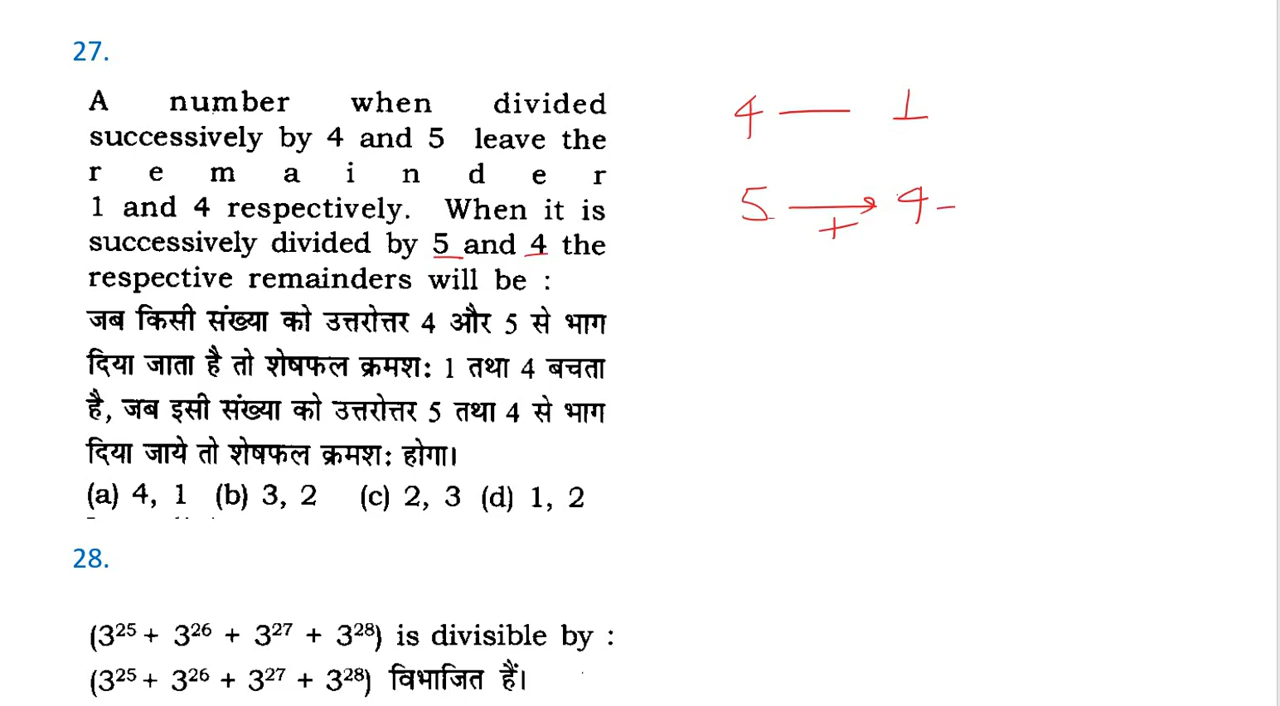 27.
A number when divided
successively by 4 and 5 leave the
r e m a i n d e r
1 and 4 respectively. When it is
successively divided by 5 and 4 the
respective remainders will be :
जब किसी संख्या को उत्तरोत्तर 4 और 5 से भाग
दिया जाता है तो शेषफल क्रमश: 1 तथा 4 बचता
है, जब इसी संख्या को उत्तरोत्तर 5 तथा 4 से भाग
दिया जाये तो शेषफल क्रमश: होगा।
(a) 4, 1 (b) 3, 2 (c) 2, 3 (d) 1, 2
4 — 1
5 → 4 -
+
28.
(3²⁵ + 3²⁶ + 3²⁷ + 3²⁸) is divisible by :
(3²⁵ + 3²⁶ + 3²⁷ + 3²⁸) विभाजित हैं।